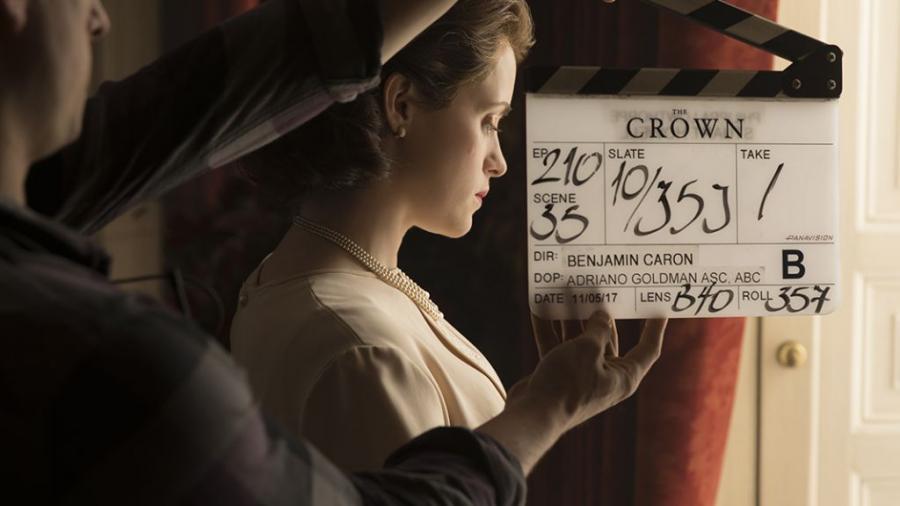 THE
CROWN
EP 210 SLATE TAKE
SCENE 10/35J 1
35
PANAVISION
DIR: BENJAMIN CARON
DOP: ADRIANO GOLDMAN ASC, ABC B
DATE 11/05/17 LENS B40 ROLL 357